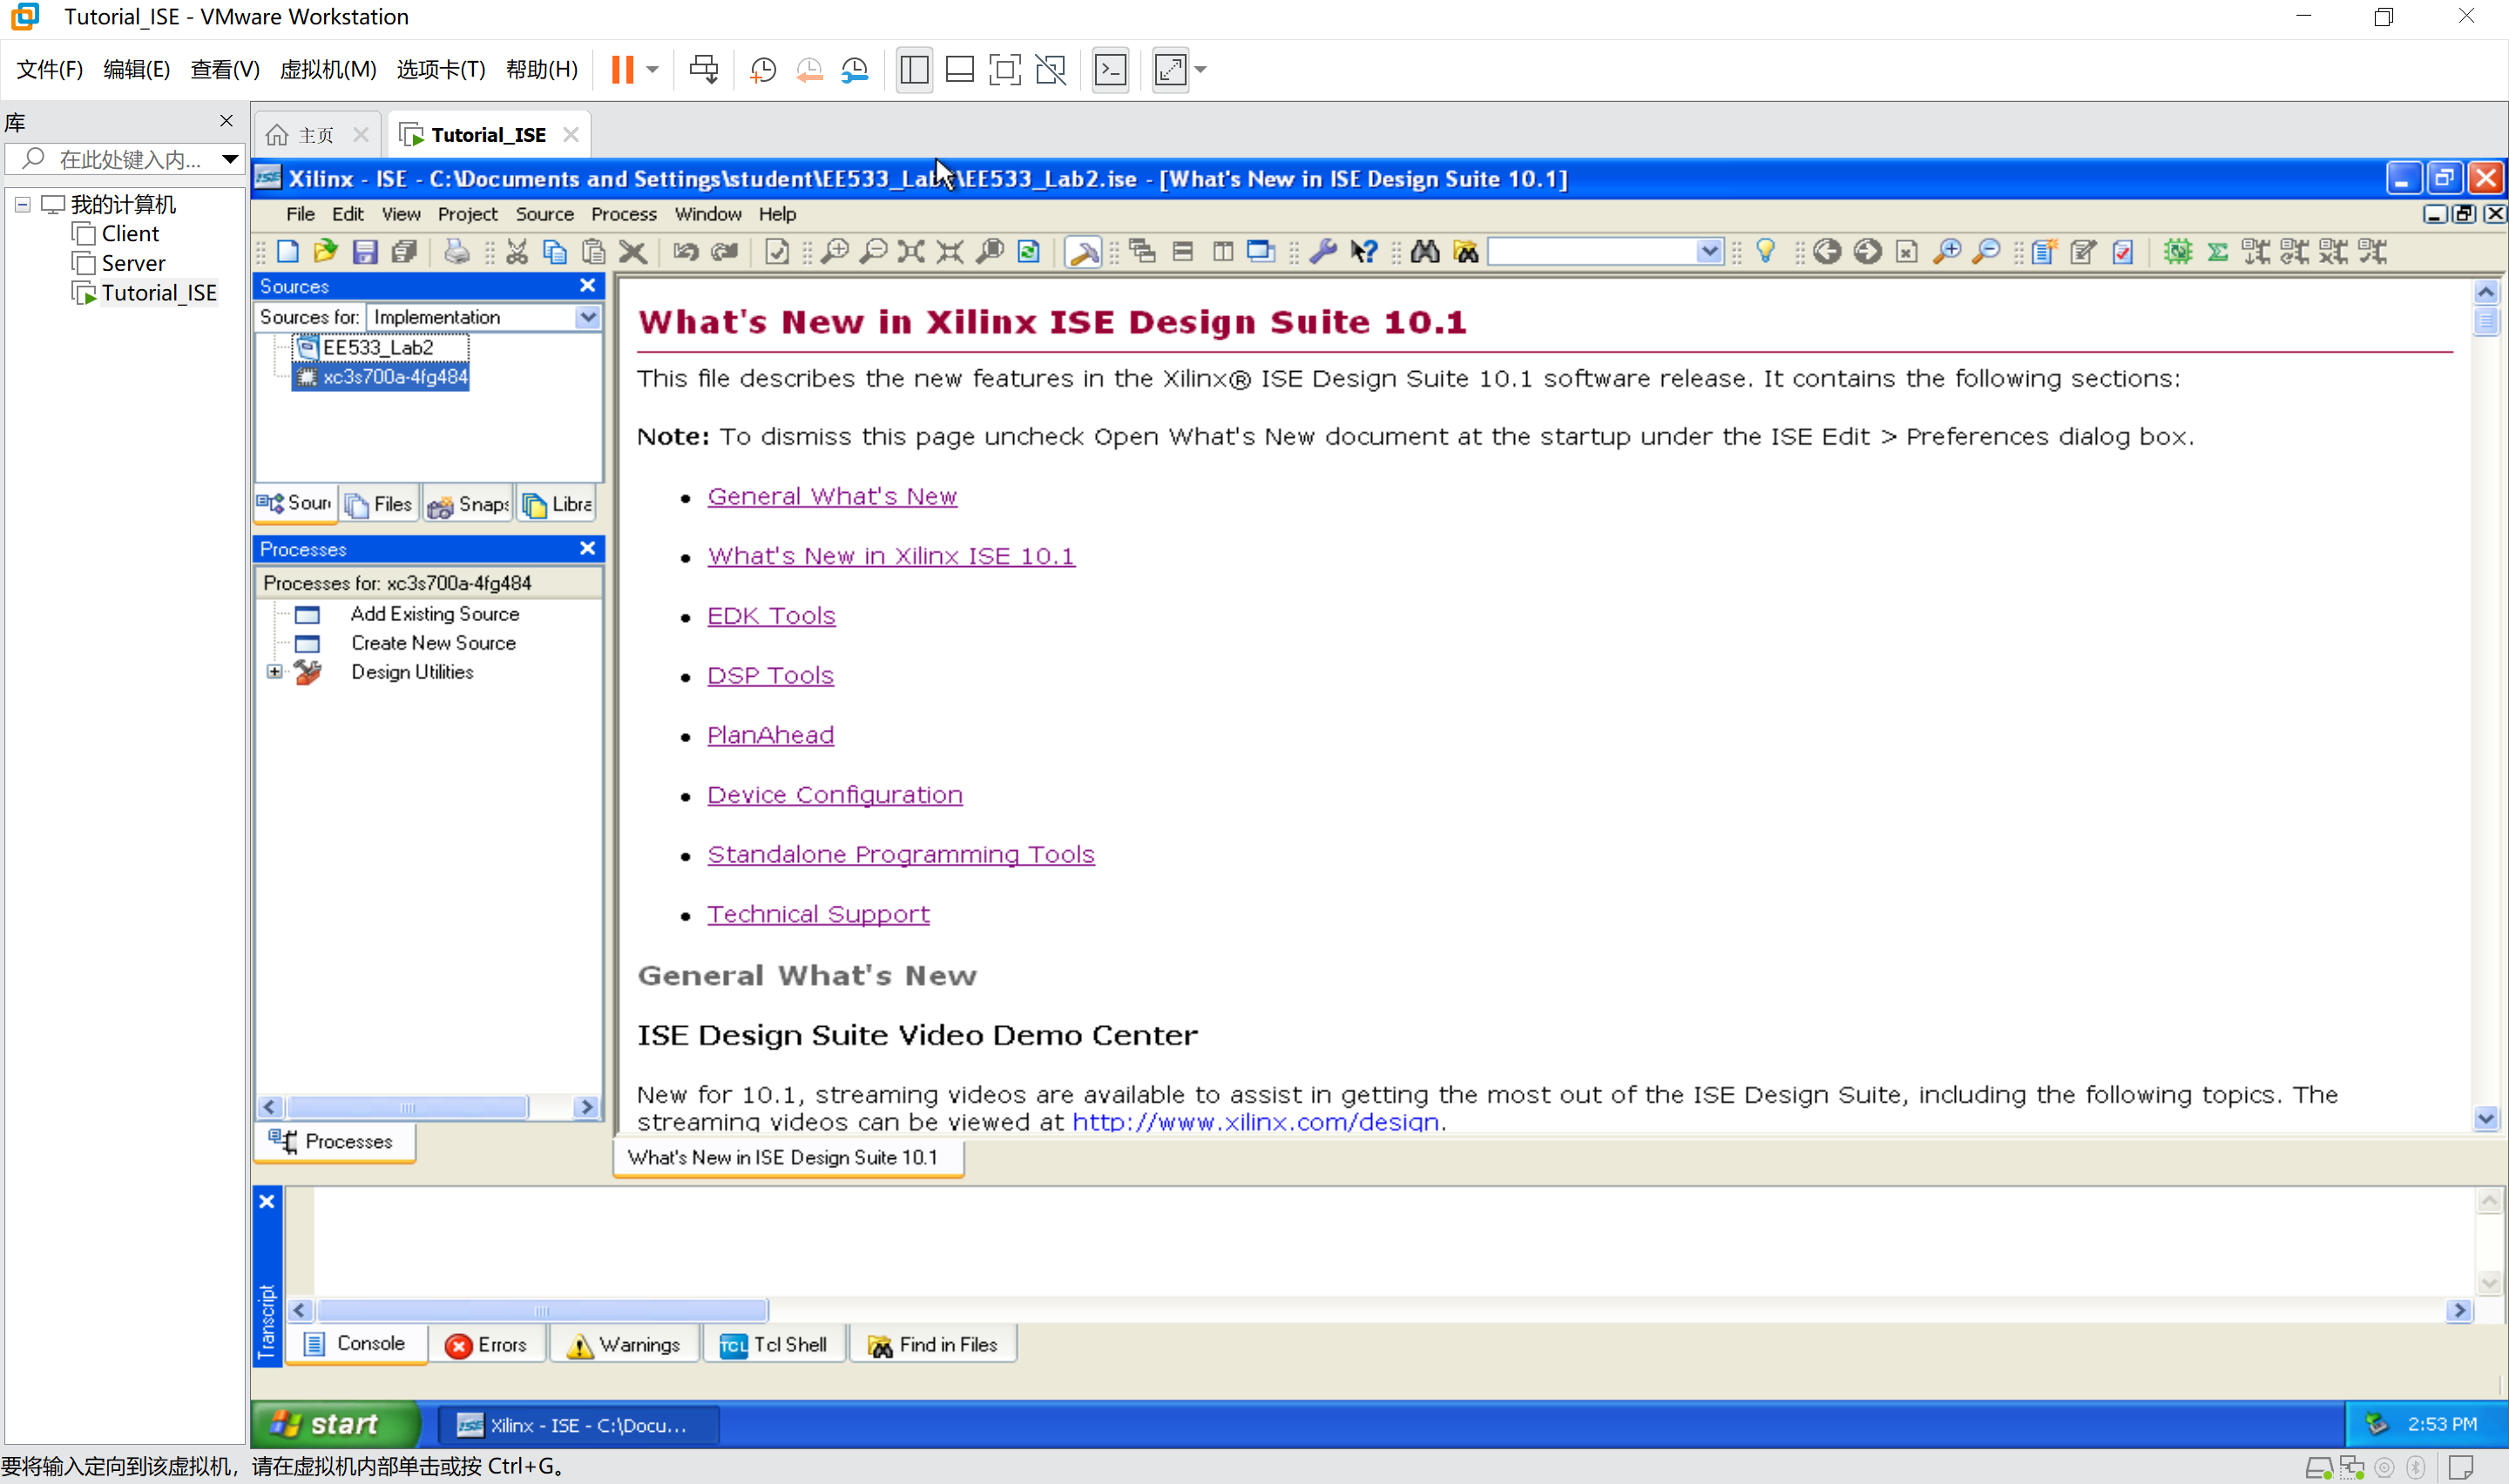 Tutorial_ISE - VMware Workstation
文件(F) 编辑(E) 查看(V) 虚拟机(M) 选项卡(T) 帮助(H)
库
在此处键入内...
我的计算机
Client
Server
Tutorial_ISE
主页
Tutorial_ISE
Xilinx - ISE - C:\Documents and Settings\student\EE533_Lab2\EE533_Lab2.ise - [What's New in ISE Design Suite 10.1]
File Edit View Project Source Process Window Help
Sources
Sources for: Implementation
EE533_Lab2
xc3s700a-4fg484
Sour Files Snaps Libra
Processes
Processes for: xc3s700a-4fg484
Add Existing Source
Create New Source
Design Utilities
Processes
What's New in Xilinx ISE Design Suite 10.1
This file describes the new features in the Xilinx® ISE Design Suite 10.1 software release. It contains the following sections:
Note: To dismiss this page uncheck Open What's New document at the startup under the ISE Edit > Preferences dialog box.
General What's New
What's New in Xilinx ISE 10.1
EDK Tools
DSP Tools
PlanAhead
Device Configuration
Standalone Programming Tools
Technical Support
General What's New
ISE Design Suite Video Demo Center
New for 10.1, streaming videos are available to assist in getting the most out of the ISE Design Suite, including the following topics. The
streaming videos can be viewed at http://www.xilinx.com/design.
What's New in ISE Design Suite 10.1
Transcript
Console Errors Warnings TCL Tcl Shell Find in Files
start
ISE Xilinx - ISE - C:\Docu...
2:53 PM
要将输入定向到该虚拟机，请在虚拟机内部单击或按 Ctrl+G。